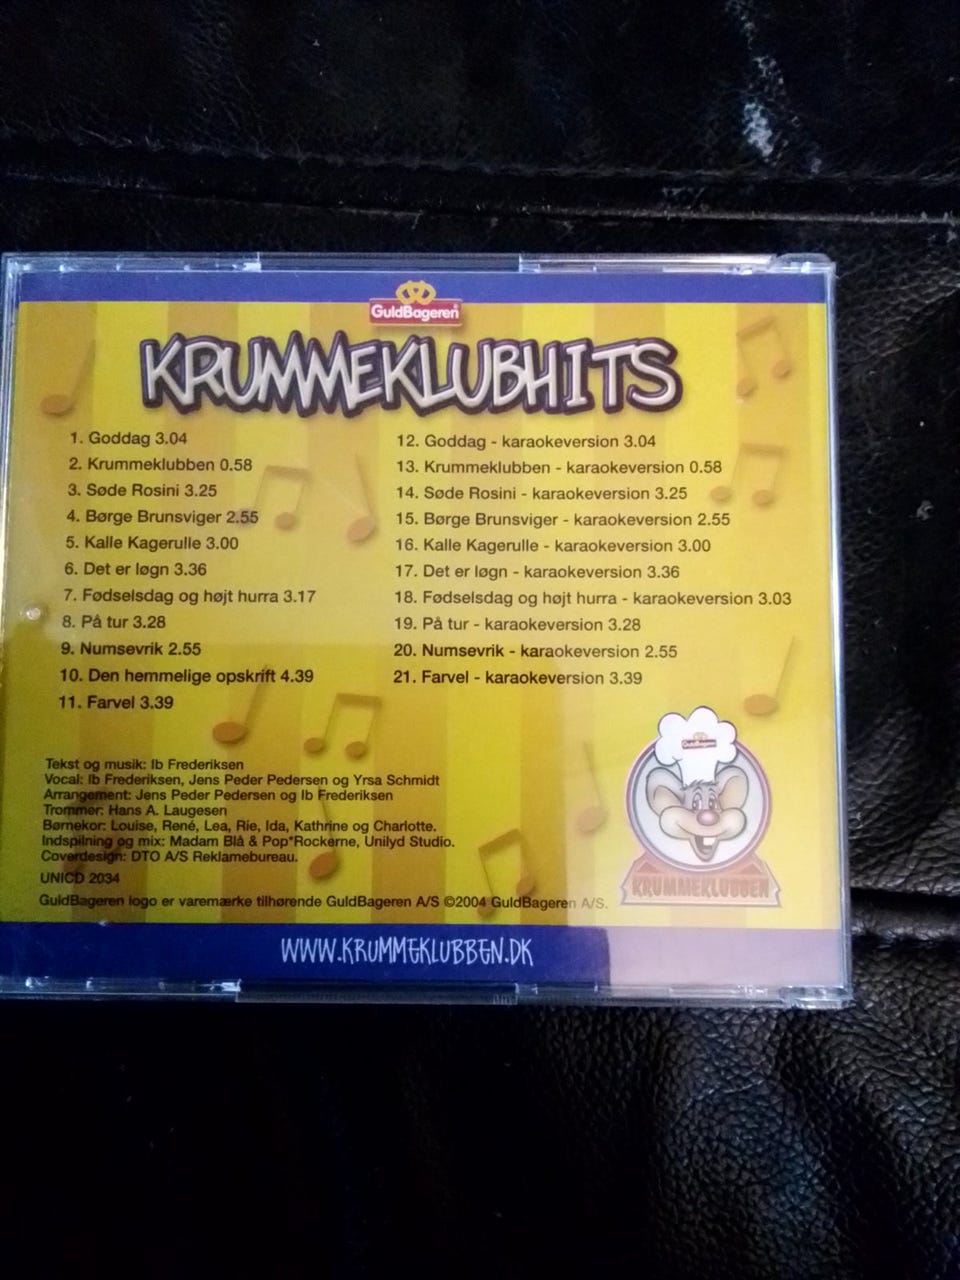 GuldBageren
KRUMMEKLUBHITS
1. Goddag 3.04
2. Krummeklubben 0.58
3. Søde Rosini 3.25
4. Børge Brunsviger 2.55
5. Kalle Kagerulle 3.00
6. Det er løgn 3.36
7. Fødselsdag og højt hurra 3.17
8. På tur 3.28
9. Numsevrik 2.55
10. Den hemmelige opskrift 4.39
11. Farvel 3.39
12. Goddag - karaokeversion 3.04
13. Krummeklubben - karaokeversion 0.58
14. Søde Rosini - karaokeversion 3.25
15. Børge Brunsviger - karaokeversion 2.55
16. Kalle Kagerulle - karaokeversion 3.00
17. Det er løgn - karaokeversion 3.36
18. Fødselsdag og højt hurra - karaokeversion 3.03
19. På tur - karaokeversion 3.28
20. Numsevrik - karaokeversion 2.55
21. Farvel - karaokeversion 3.39
Tekst og musik: Ib Frederiksen
Vocal: Ib Frederiksen, Jens Peder Pedersen og Yrsa Schmidt
Arrangement: Jens Peder Pedersen og Ib Frederiksen
Trommer: Hans A. Laugesen
Børnekor: Louise, René, Lea, Rie, Ida, Kathrine og Charlotte.
Indspilning og mix: Madam Blå & Pop*Rockerne, Unilyd Studio.
Coverdesign: DTO A/S Reklamebureau.
UNICD 2034
GuldBageren logo er varemærke tilhørende GuldBageren A/S ©2004 GuldBageren A/S.
GuldBageren
KRUMMEKLUBBEN
WWW.KRUMMEKLUBBEN.DK